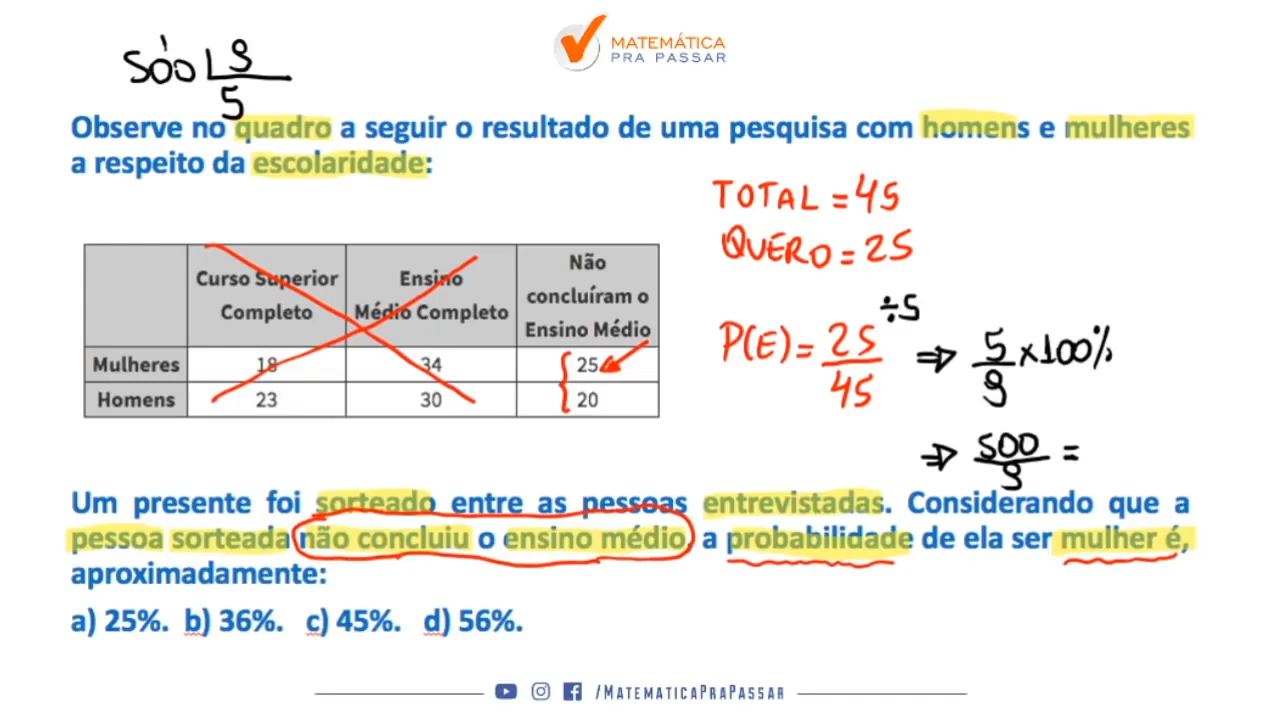 MATEMÁTICA
PRA PASSAR
500 9
5
Observe no quadro a seguir o resultado de uma pesquisa com homens e mulheres
a respeito da escolaridade:
TOTAL = 45
QUERO = 25
Curso Superior Completo Ensino Médio Completo Não concluíram o Ensino Médio
Mulheres 18 34 25
Homens 23 30 20
P(E) = 25/45 ÷5 ⇒ 5/9 x 100%
⇒ 500/9 =
Um presente foi sorteado entre as pessoas entrevistadas. Considerando que a
pessoa sorteada não concluiu o ensino médio, a probabilidade de ela ser mulher é,
aproximadamente:
a) 25%. b) 36%. c) 45%. d) 56%.
/MATEMATICAPRAPASSAR